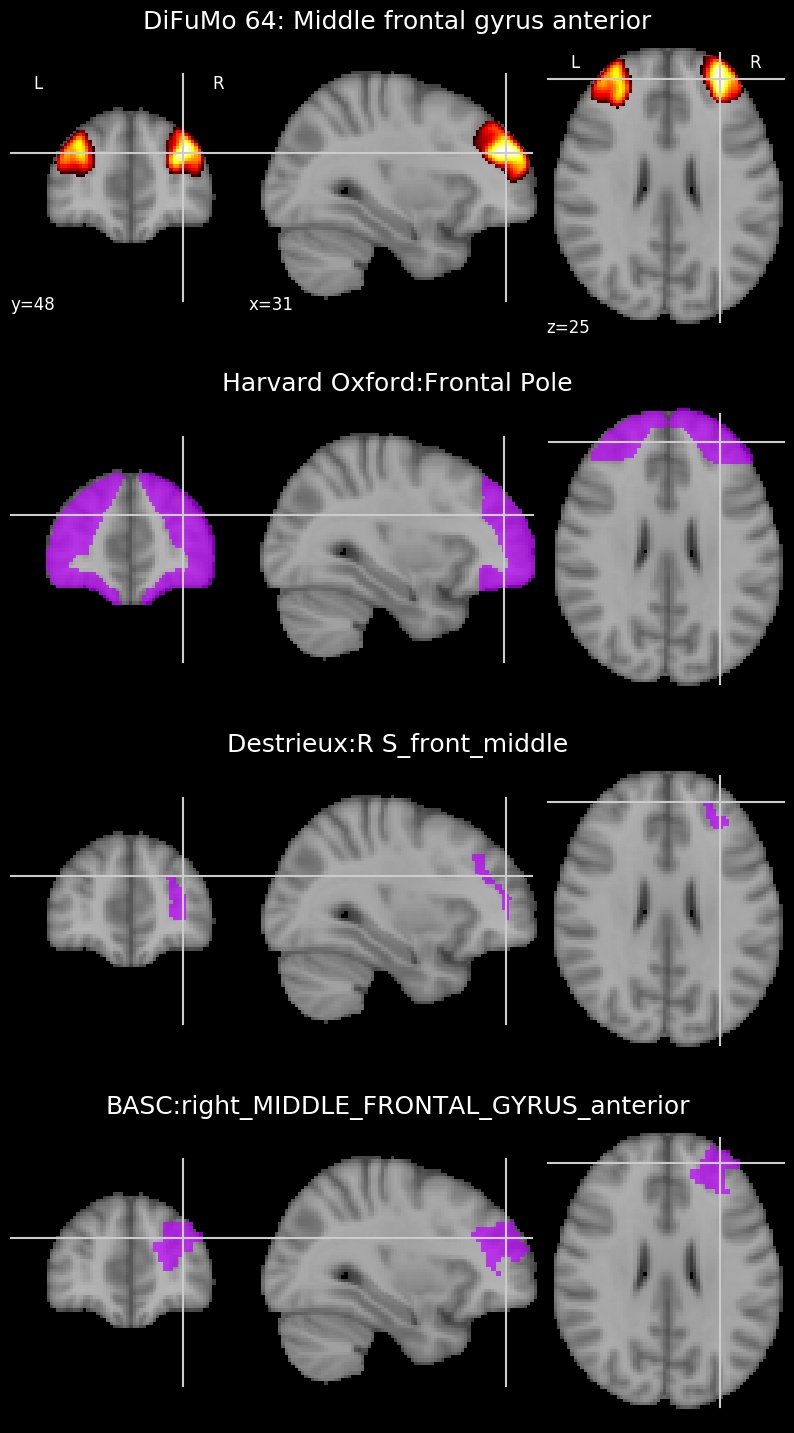 DiFuMo 64: Middle frontal gyrus anterior
L R
L R
y=48
x=31
z=25
Harvard Oxford:Frontal Pole
Destrieux:R S_front_middle
BASC:right_MIDDLE_FRONTAL_GYRUS_anterior